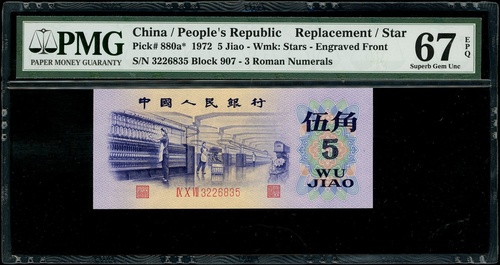 PMG
PAPER MONEY GUARANTY
China / People's Republic Replacement / Star
Pick# 880a* 1972 5 Jiao - Wmk: Stars - Engraved Front
S/N 3226835 Block 907 - 3 Roman Numerals
67 EPQ
Superb Gem Unc
中國人民銀行
伍角
5
WU
JIAO
3226835